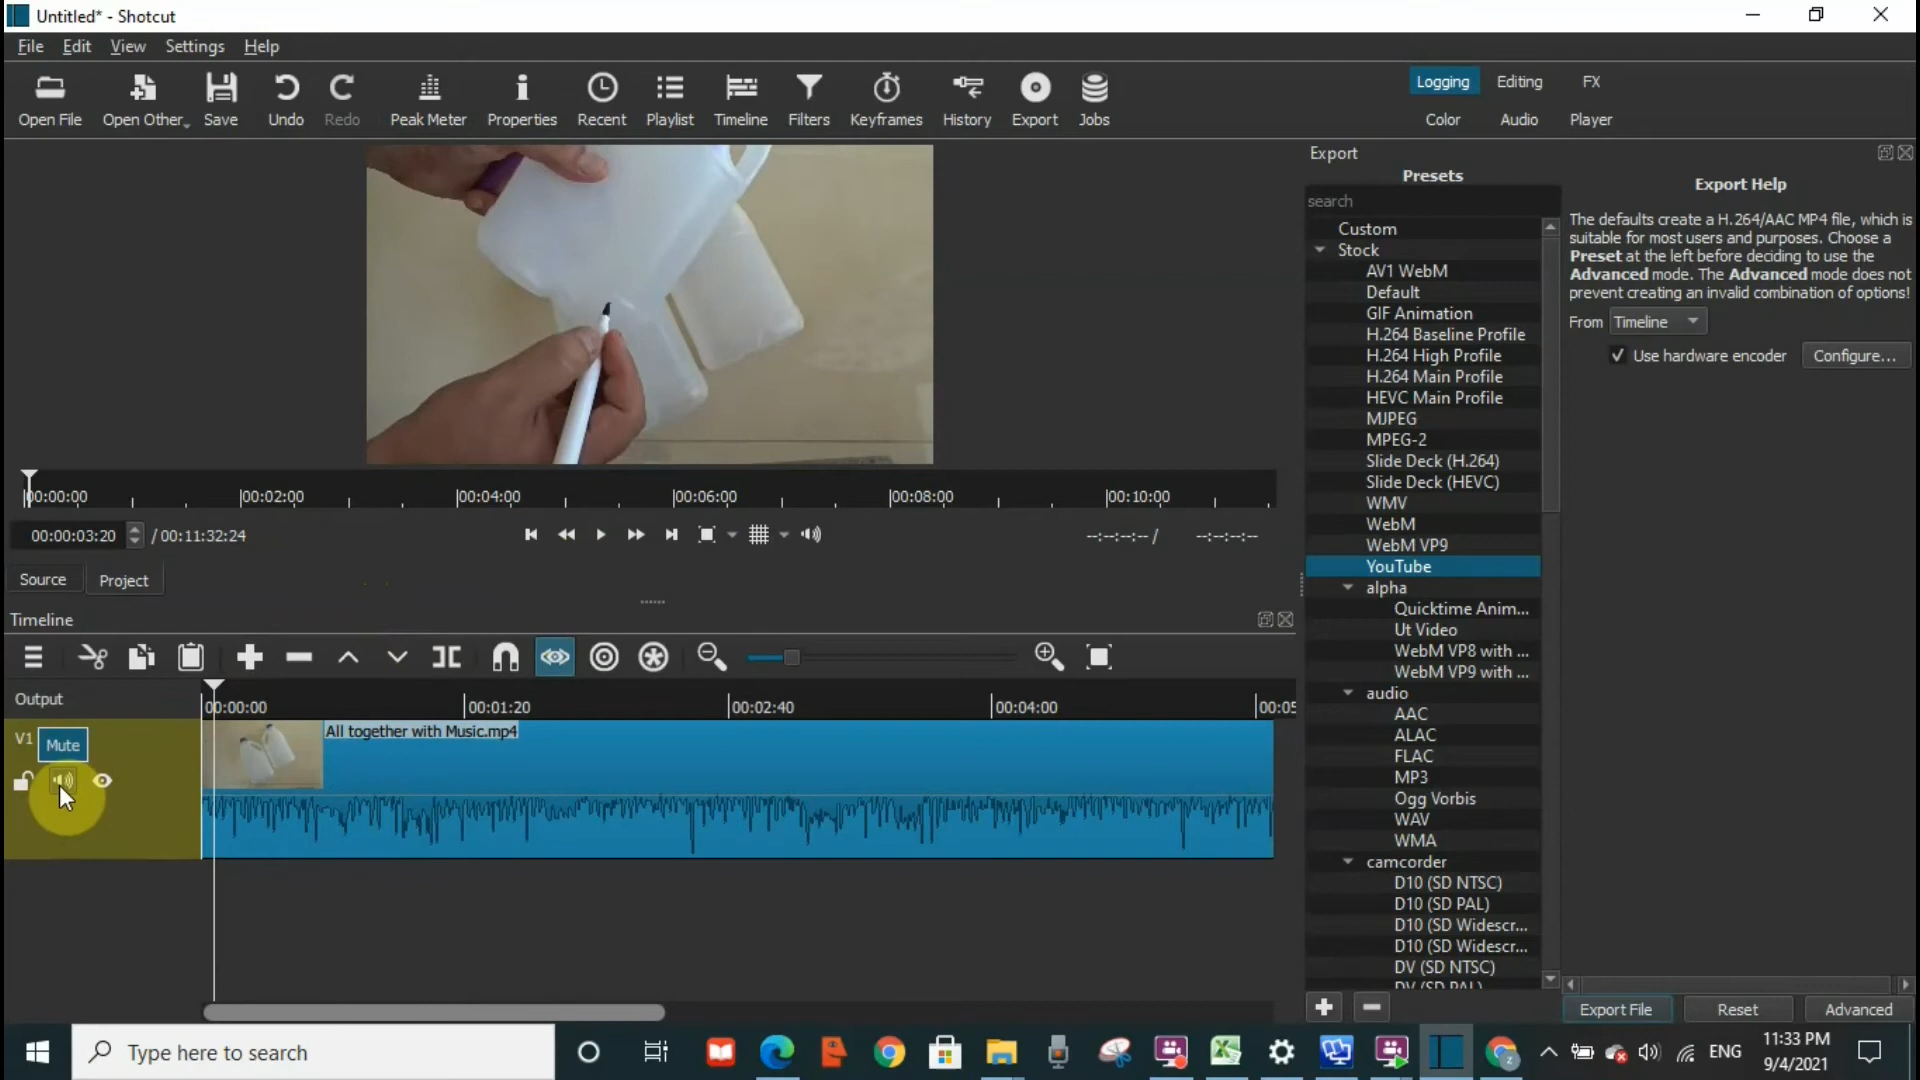 Untitled* - Shotcut
File Edit View Settings Help
Open File Open Other Save Undo Redo Peak Meter Properties Recent Playlist Timeline Filters Keyframes History Export Jobs
Logging Editing FX
Color Audio Player
Export
Presets
search
Custom
Stock
AV1 WebM
Default
GIF Animation
H.264 Baseline Profile
H.264 High Profile
H.264 Main Profile
HEVC Main Profile
MJPEG
MPEG-2
Slide Deck (H.264)
Slide Deck (HEVC)
WMV
WebM
WebM VP9
YouTube
alpha
Quicktime Anim...
Ut Video
WebM VP8 with ...
WebM VP9 with ...
audio
AAC
ALAC
FLAC
MP3
Ogg Vorbis
WAV
WMA
camcorder
D10 (SD NTSC)
D10 (SD PAL)
D10 (SD Widescr...
D10 (SD Widescr...
DV (SD NTSC)
DV (SD PAL)
Export Help
The defaults create a H.264/AAC MP4 file, which is
suitable for most users and purposes. Choose a
Preset at the left before deciding to use the
Advanced mode. The Advanced mode does not
prevent creating an invalid combination of options!
From Timeline
Use hardware encoder Configure...
Export File Reset Advanced
00:00:00 00:02:00 00:04:00 00:06:00 00:08:00 00:10:00
00:00:03:20 / 00:11:32:24 --:--:--:-- / --:--:--:--
Source Project
Timeline
Output
00:00:00 00:01:20 00:02:40 00:04:00 00:05
V1 Mute
All together with Music.mp4
Type here to search
ENG
11:33 PM
9/4/2021